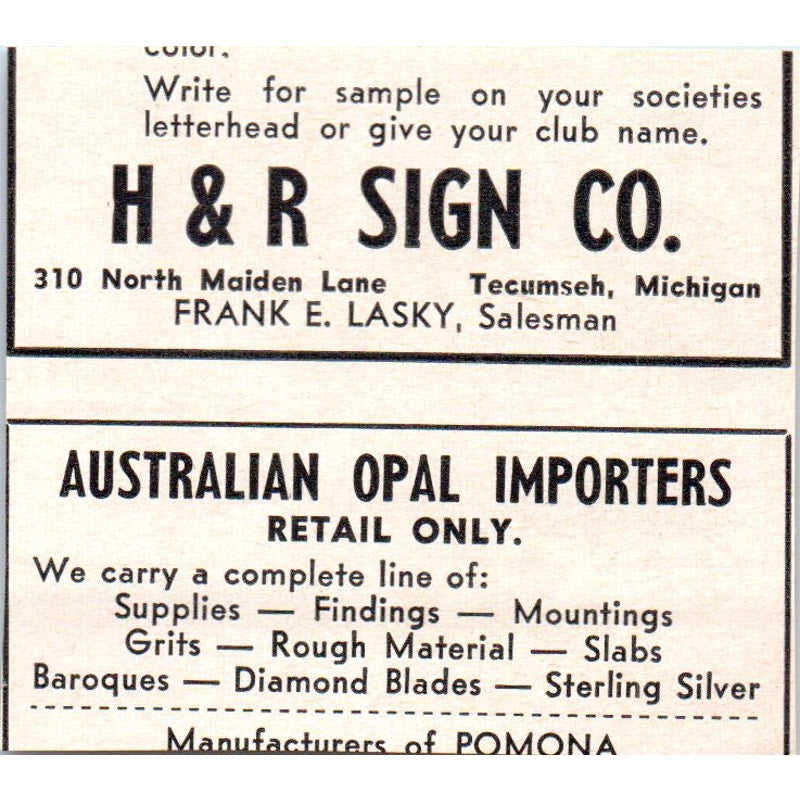 color.
Write for sample on your societies
letterhead or give your club name.
H & R SIGN CO.
310 North Maiden Lane Tecumseh, Michigan
FRANK E. LASKY, Salesman
AUSTRALIAN OPAL IMPORTERS
RETAIL ONLY.
We carry a complete line of:
Supplies — Findings — Mountings
Grits — Rough Material — Slabs
Baroques — Diamond Blades — Sterling Silver
Manufacturers of POMONA